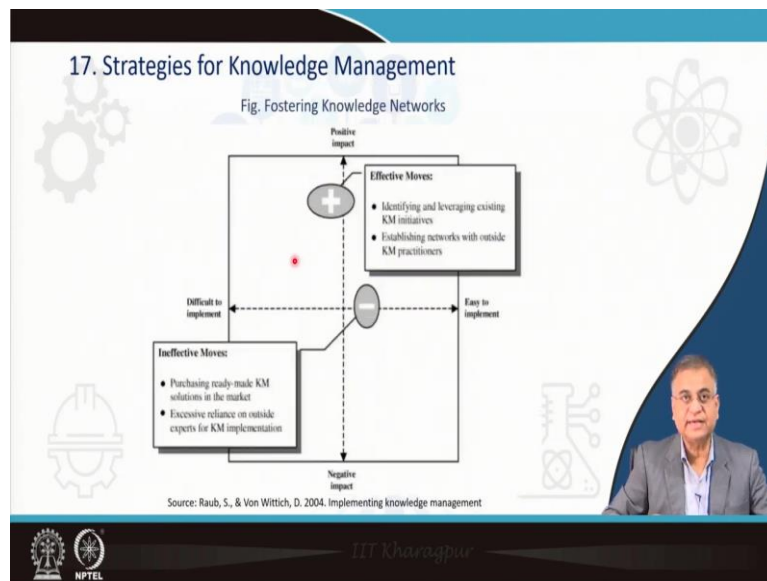 17. Strategies for Knowledge Management
Fig. Fostering Knowledge Networks
Positive
impact
Effective Moves:
● Identifying and leveraging existing
KM initiatives
● Establishing networks with outside
KM practitioners
Difficult to
implement
Easy to
implement
Ineffective Moves:
● Purchasing ready-made KM
solutions in the market
● Excessive reliance on outside
experts for KM implementation
Negative
impact
Source: Raub, S., & Von Wittich, D. 2004. Implementing knowledge management
IIT Kharagpur
NPTEL